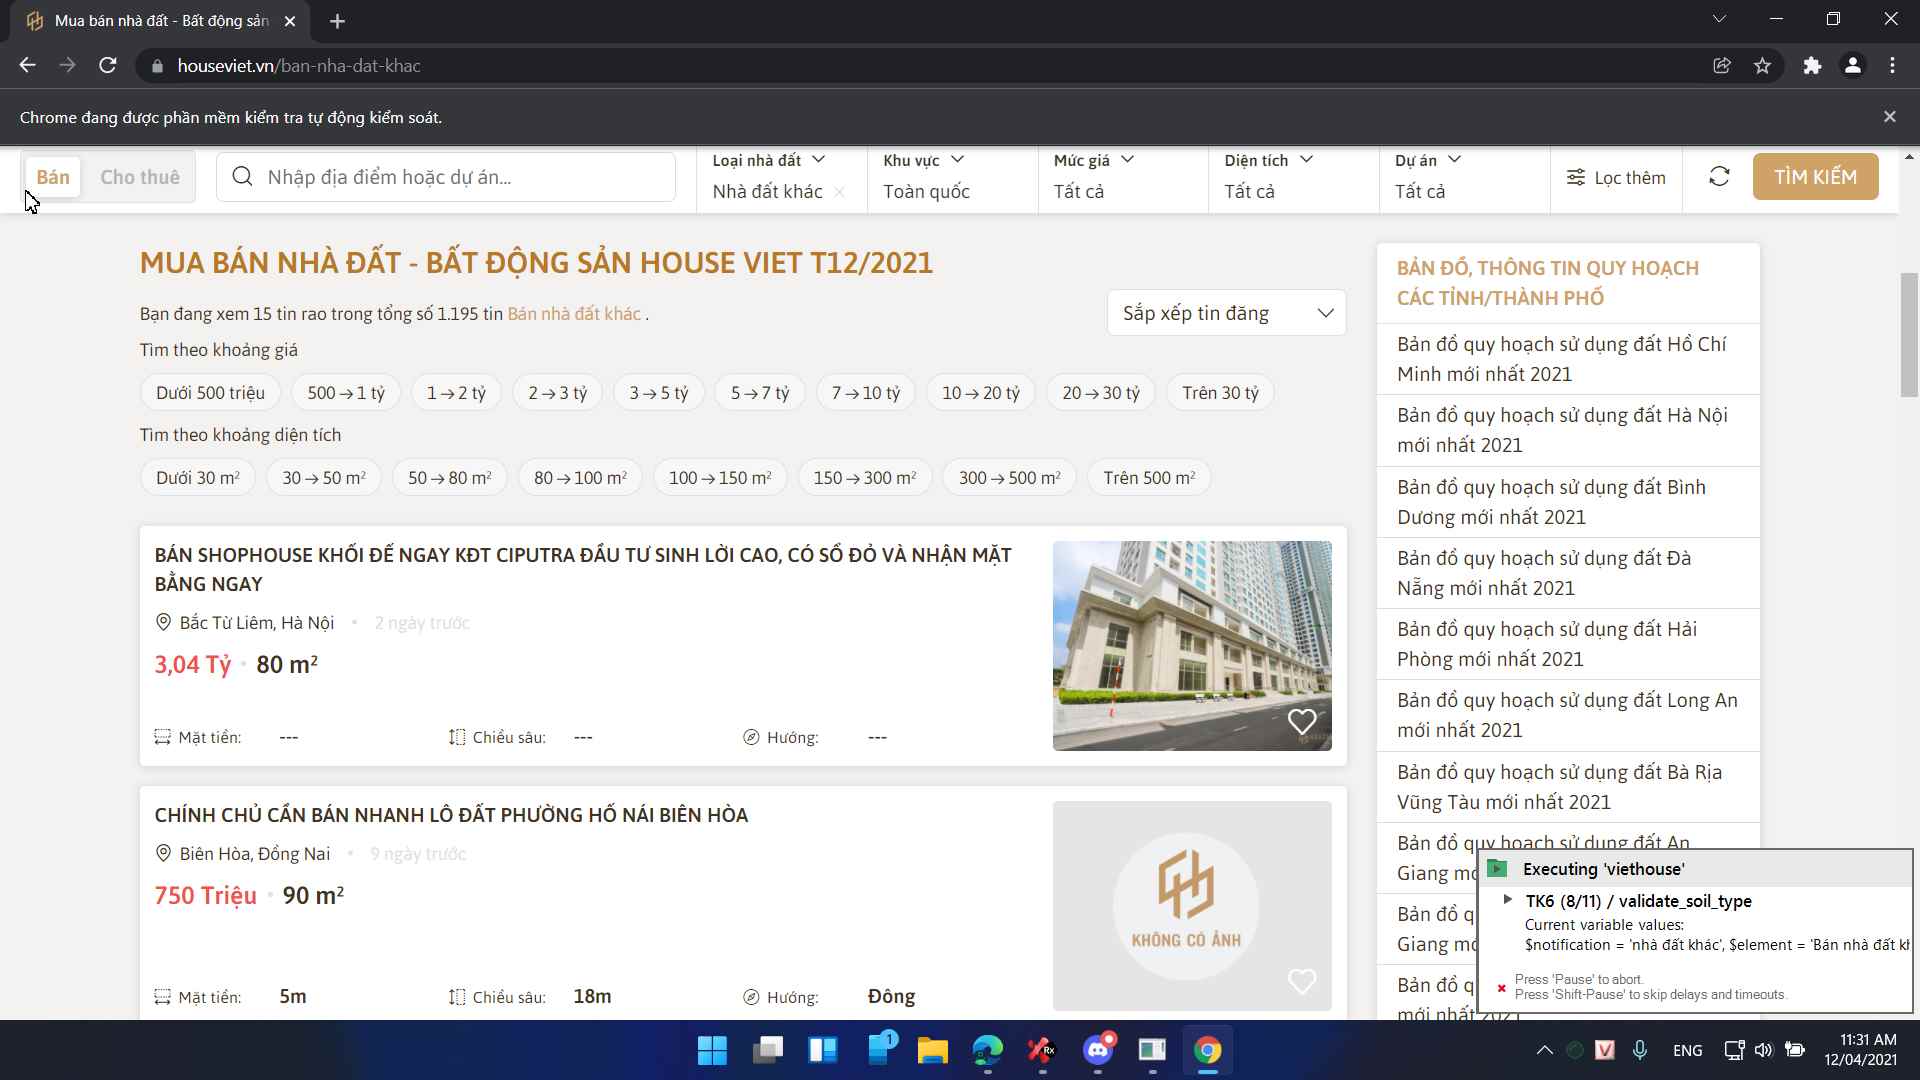 Mua bán nhà đất - Bất động sản
houseviet.vn/ban-nha-dat-khac
Chrome đang được phần mềm kiểm tra tự động kiểm soát.
Bán
Cho thuê
Nhập địa điểm hoặc dự án...
Loại nhà đất
Nhà đất khác
Khu vực
Toàn quốc
Mức giá
Tất cả
Diện tích
Tất cả
Dự án
Tất cả
Lọc thêm
TÌM KIẾM
MUA BÁN NHÀ ĐẤT - BẤT ĐỘNG SẢN HOUSE VIET T12/2021
Bạn đang xem 15 tin rao trong tổng số 1.195 tin Bán nhà đất khác .
Sắp xếp tin đăng
Tìm theo khoảng giá
Dưới 500 triệu
500 → 1 tỷ
1 → 2 tỷ
2 → 3 tỷ
3 → 5 tỷ
5 → 7 tỷ
7 → 10 tỷ
10 → 20 tỷ
20 → 30 tỷ
Trên 30 tỷ
Tìm theo khoảng diện tích
Dưới 30 m²
30 → 50 m²
50 → 80 m²
80 → 100 m²
100 → 150 m²
150 → 300 m²
300 → 500 m²
Trên 500 m²
BÁN SHOPHOUSE KHỐI ĐẾ NGAY KĐT CIPUTRA ĐẦU TƯ SINH LỜI CAO, CÓ SỔ ĐỎ VÀ NHẬN MẶT
BẰNG NGAY
Bắc Từ Liêm, Hà Nội • 2 ngày trước
3,04 Tỷ • 80 m²
Mặt tiền: ---
Chiều sâu: ---
Hướng: ---
CHÍNH CHỦ CẦN BÁN NHANH LÔ ĐẤT PHƯỜNG HỐ NÁI BIÊN HÒA
Biên Hòa, Đồng Nai • 9 ngày trước
750 Triệu • 90 m²
KHÔNG CÓ ẢNH
Mặt tiền: 5m
Chiều sâu: 18m
Hướng: Đông
BẢN ĐỒ, THÔNG TIN QUY HOẠCH
CÁC TỈNH/THÀNH PHỐ
Bản đồ quy hoạch sử dụng đất Hồ Chí
Minh mới nhất 2021
Bản đồ quy hoạch sử dụng đất Hà Nội
mới nhất 2021
Bản đồ quy hoạch sử dụng đất Bình
Dương mới nhất 2021
Bản đồ quy hoạch sử dụng đất Đà
Nẵng mới nhất 2021
Bản đồ quy hoạch sử dụng đất Hải
Phòng mới nhất 2021
Bản đồ quy hoạch sử dụng đất Long An
mới nhất 2021
Bản đồ quy hoạch sử dụng đất Bà Rịa
Vũng Tàu mới nhất 2021
Bản đồ quy hoạch sử dụng đất An
Giang
Bản đồ
Giang
Bản đồ
mới nhất 2021
Executing 'viethouse'
TK6 (8/11) / validate_soil_type
Current variable values:
$notification = 'nhà đất khác', $element = 'Bán nhà đất
Press 'Pause' to abort.
Press 'Shift-Pause' to skip delays and timeouts.
1
Rx
V
ENG
11:31 AM
12/04/2021